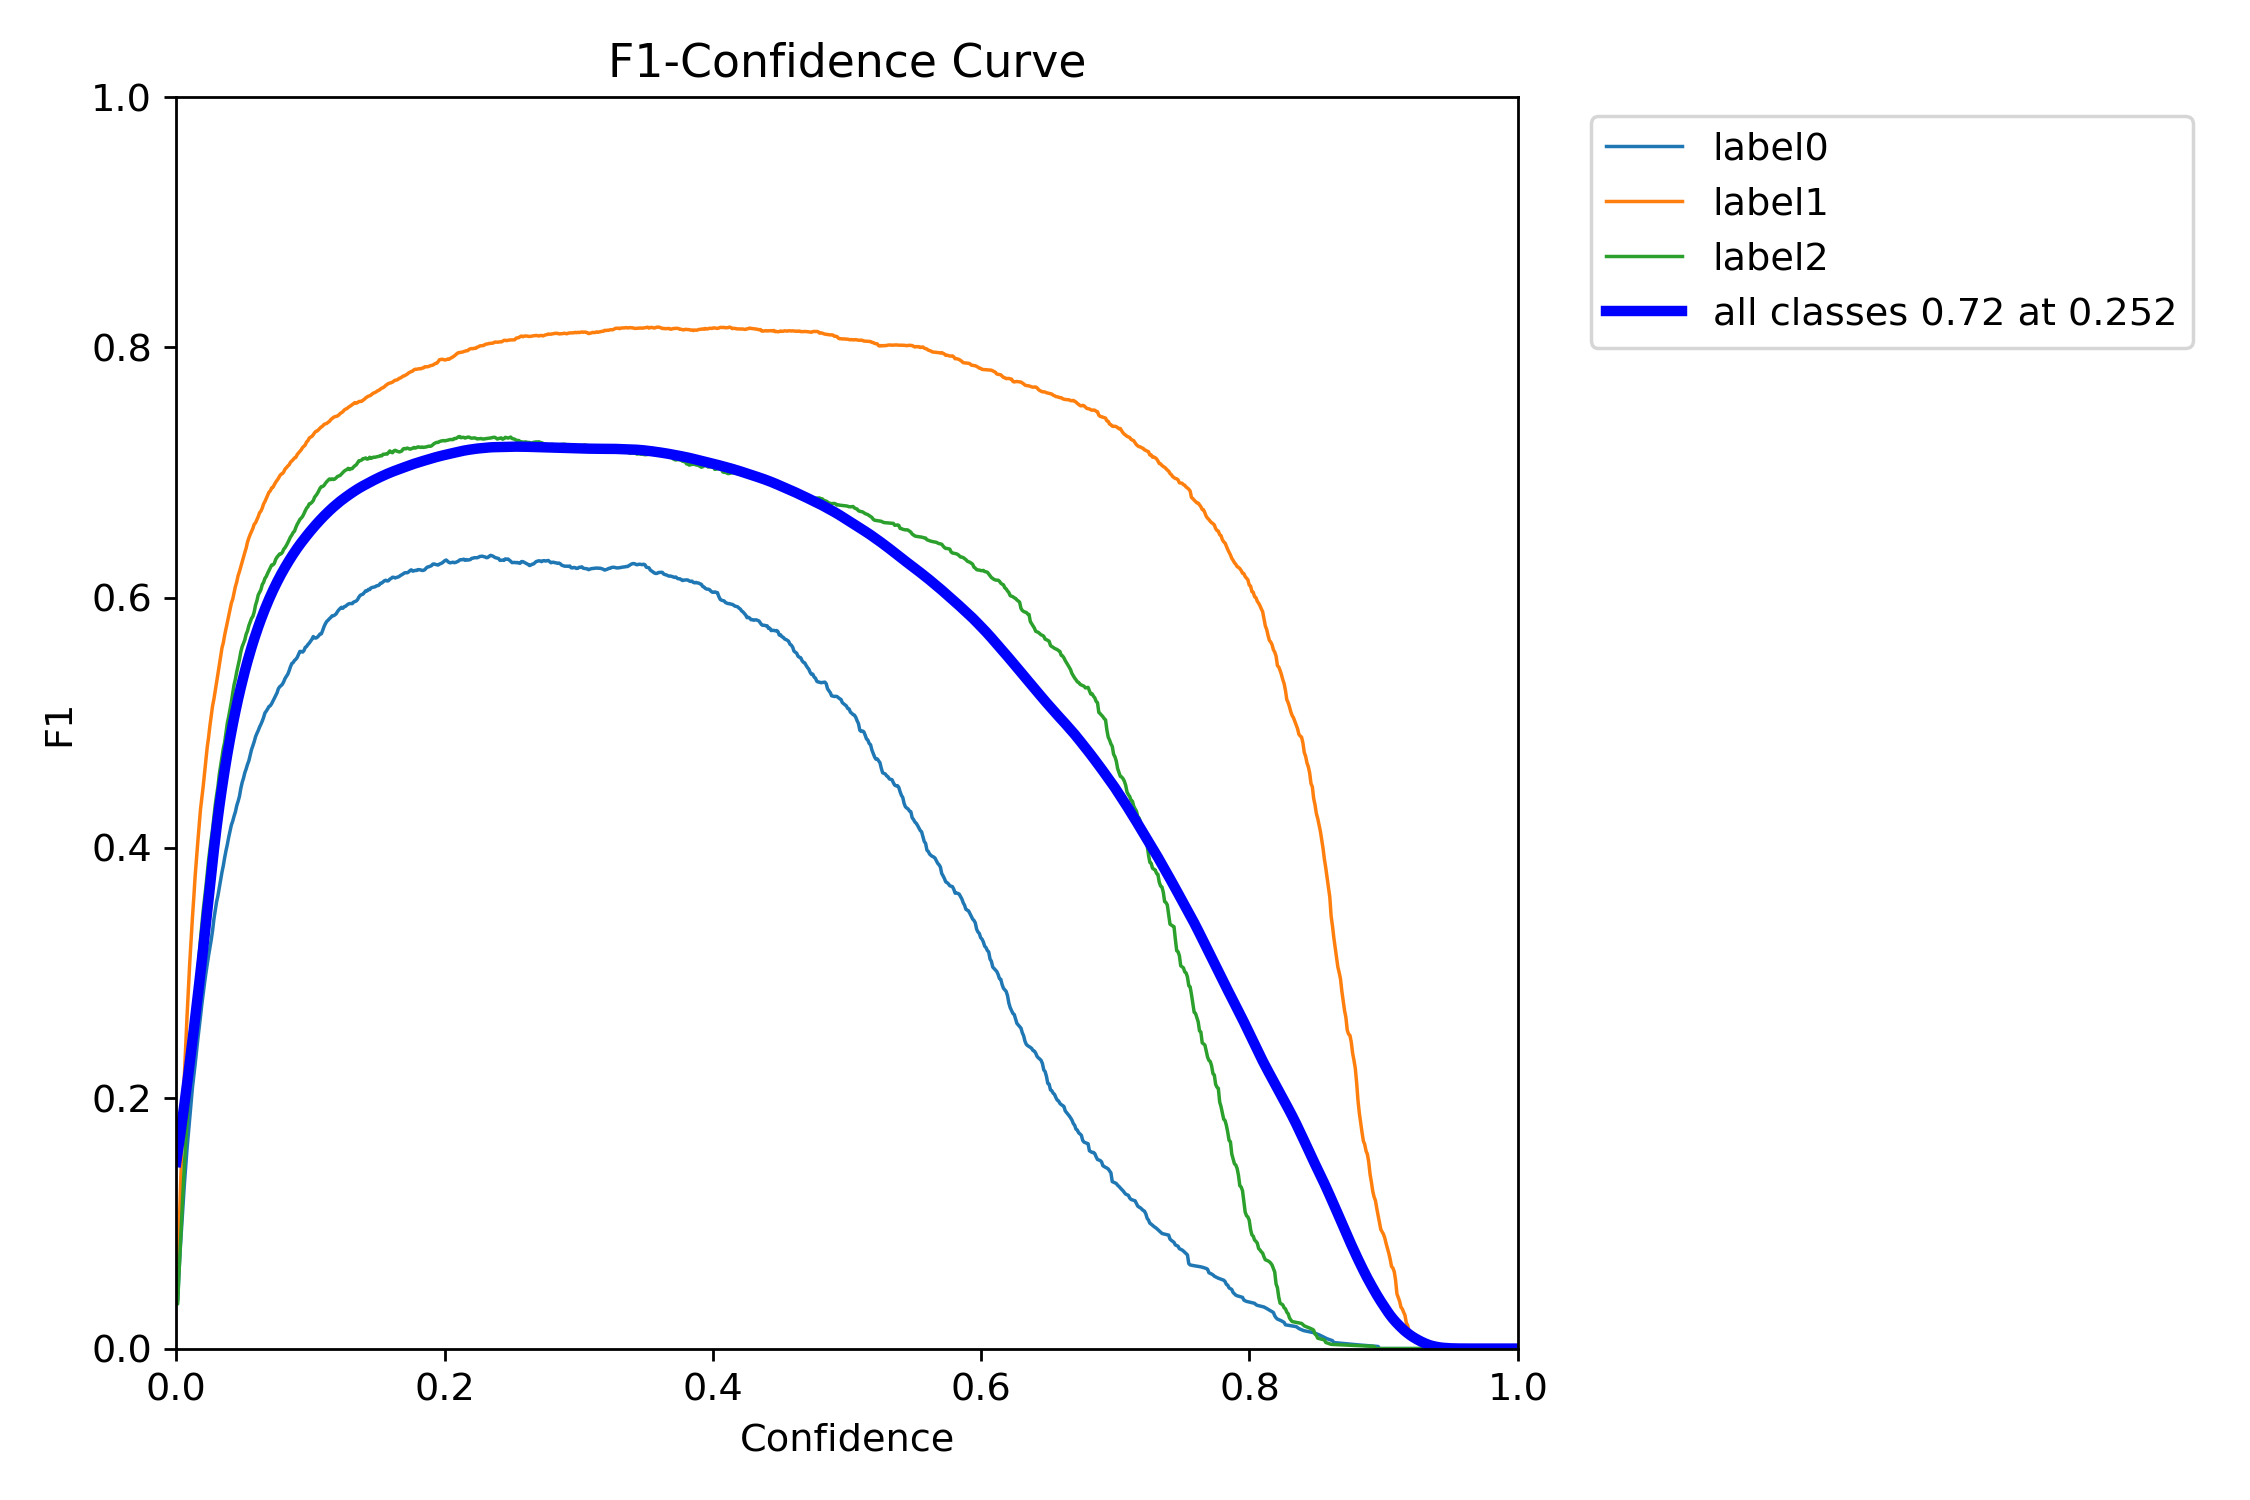 F1-Confidence Curve
1.0
0.8
0.6
0.4
0.2
0.0
F1
0.0 0.2 0.4 0.6 0.8 1.0
Confidence
label0
label1
label2
all classes 0.72 at 0.252